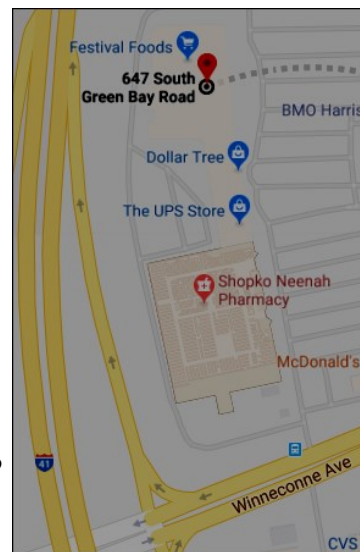 Festival Foods
647 South
Green Bay Road
BMO Harris
Dollar Tree
The UPS Store
Shopko Neenah
Pharmacy
McDonald's
41
Winneconne Ave
CVS